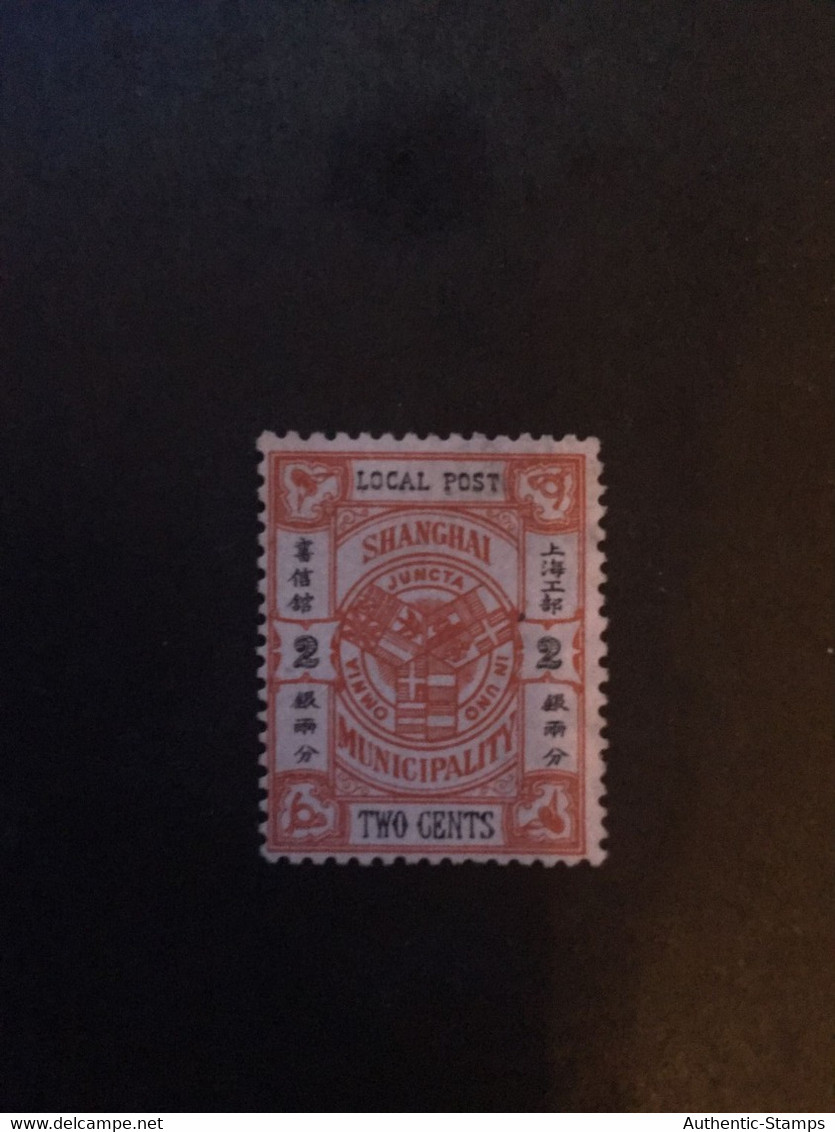 LOCAL POST
SHANGHAI
JUNCTA
IN UNO
OMNIA
MUNICIPALITY
上海工部
書信舘
2
2
銀兩分
銀兩分
TWO CENTS
www.delcampe.net
Authentic-Stamps